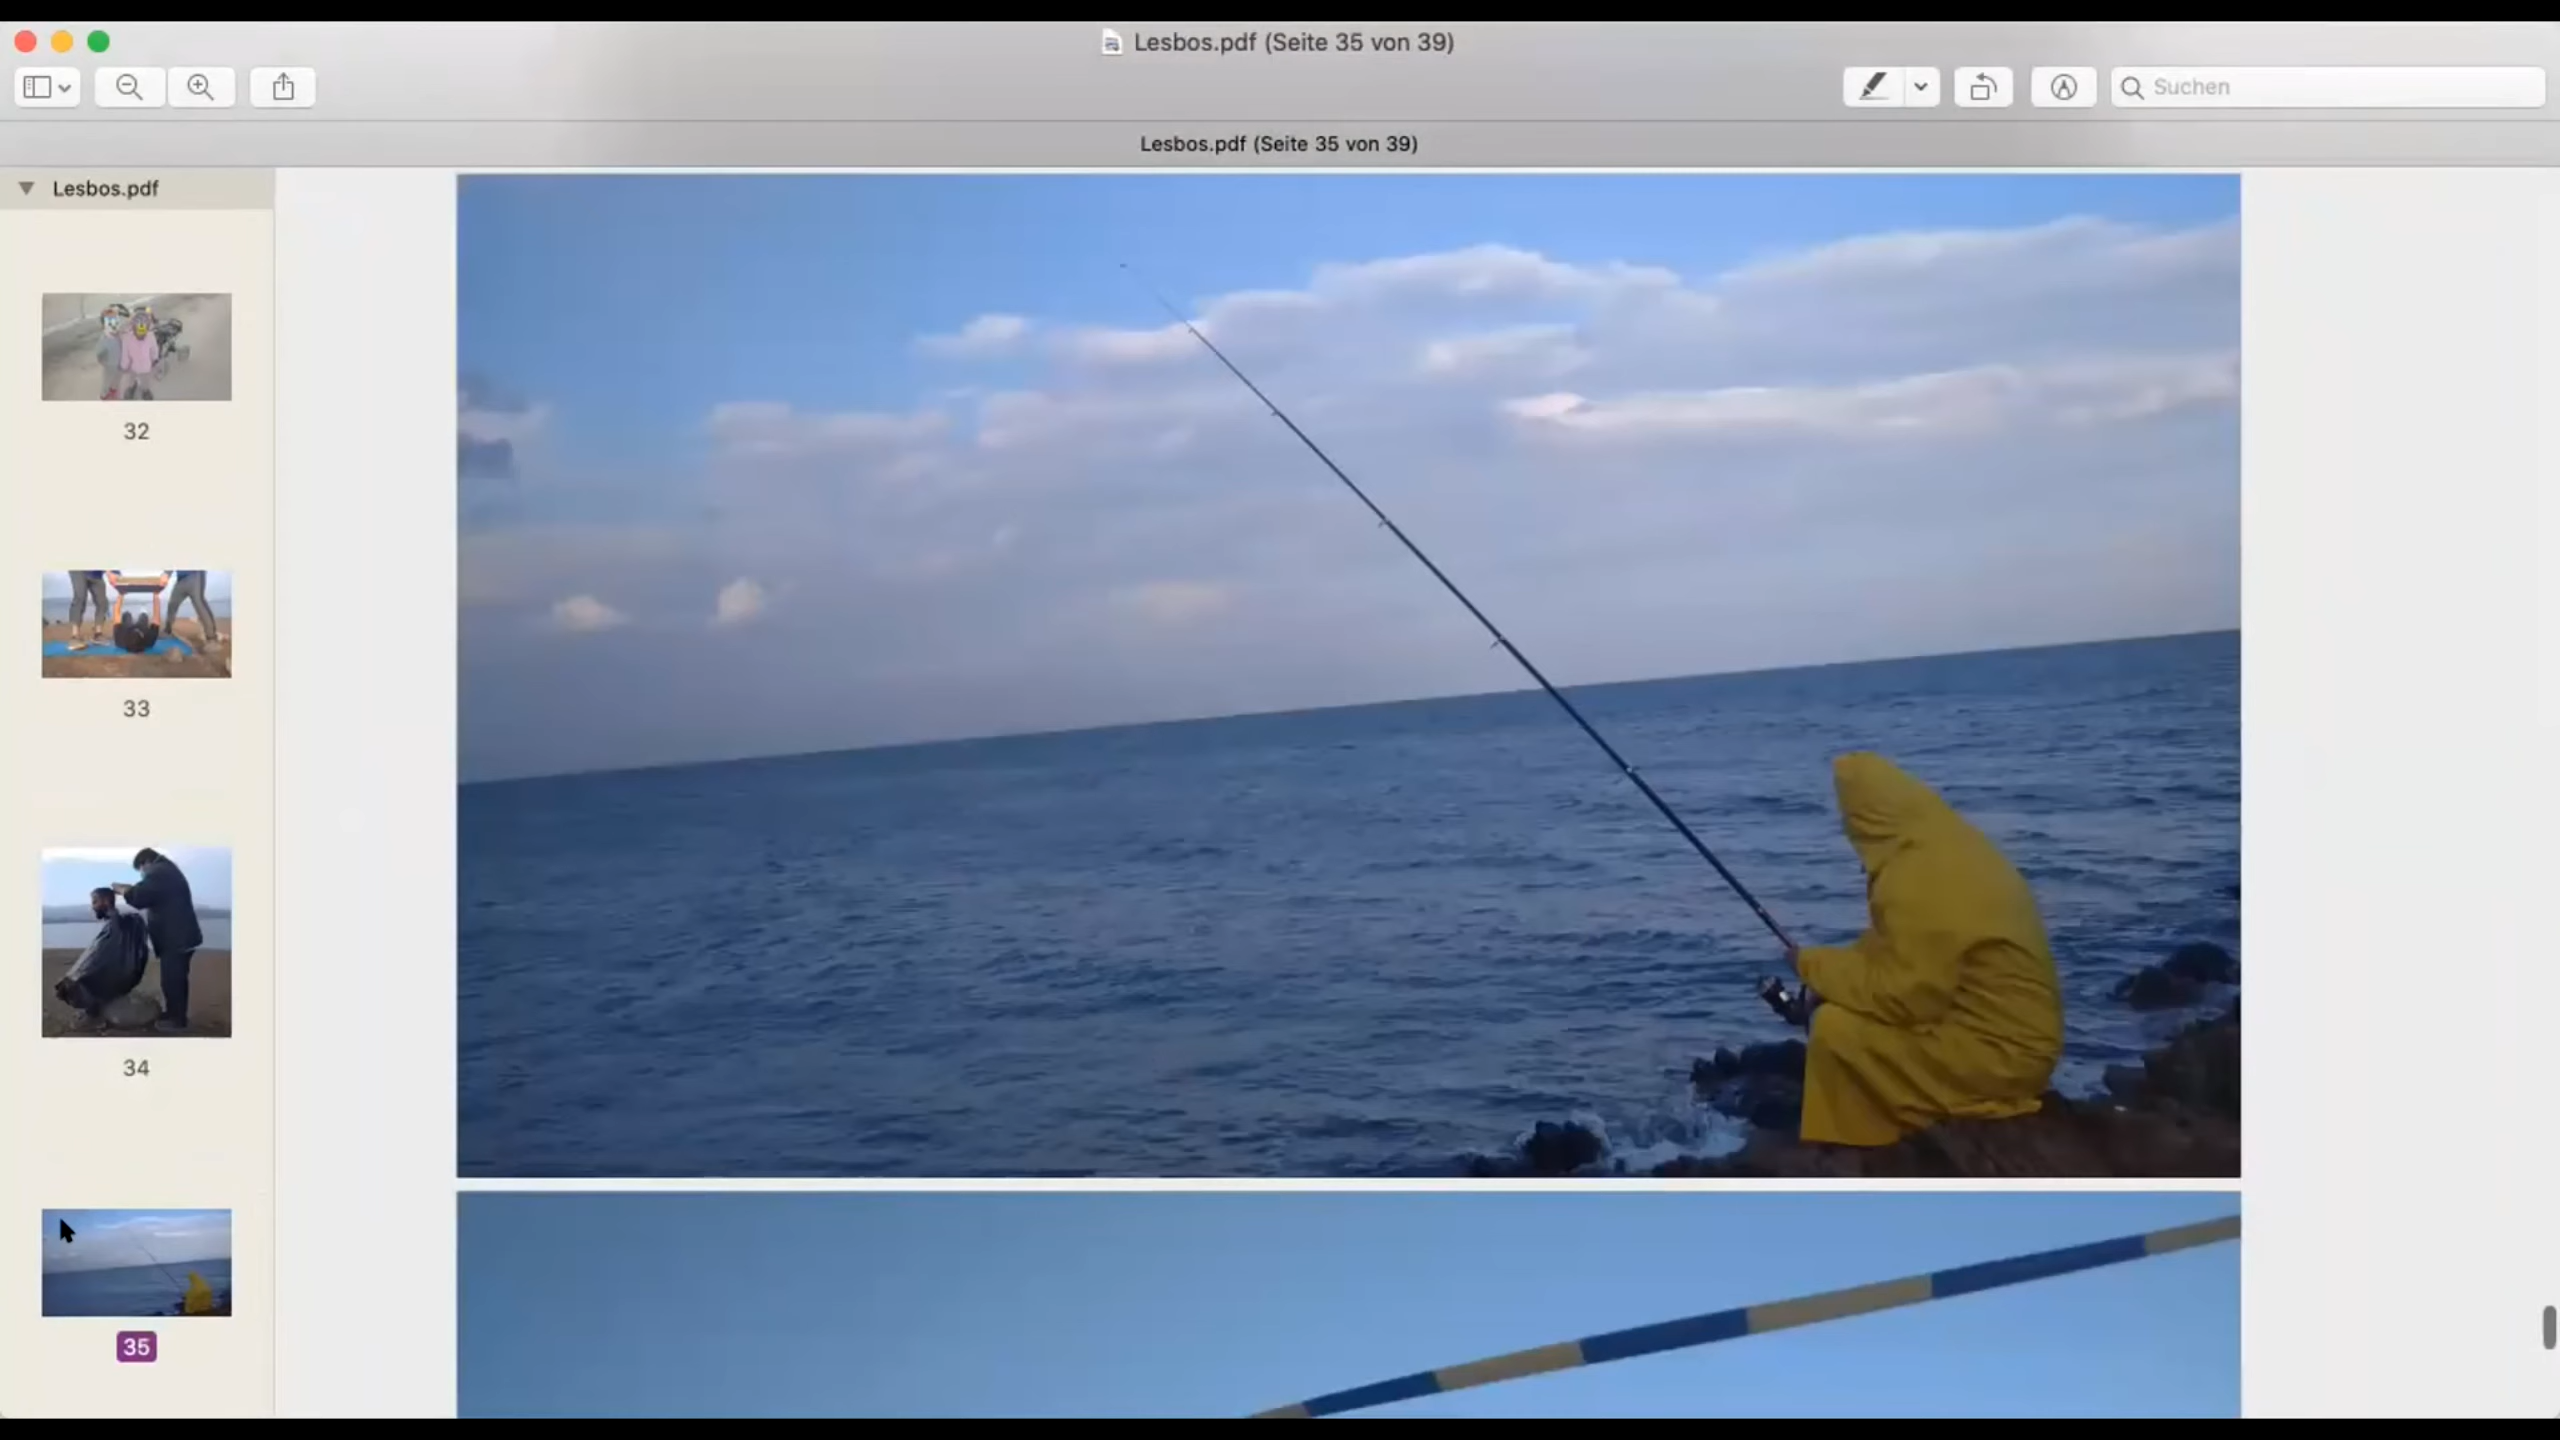 Lesbos.pdf (Seite 35 von 39)
Suchen
Lesbos.pdf (Seite 35 von 39)
Lesbos.pdf
32
33
34
35